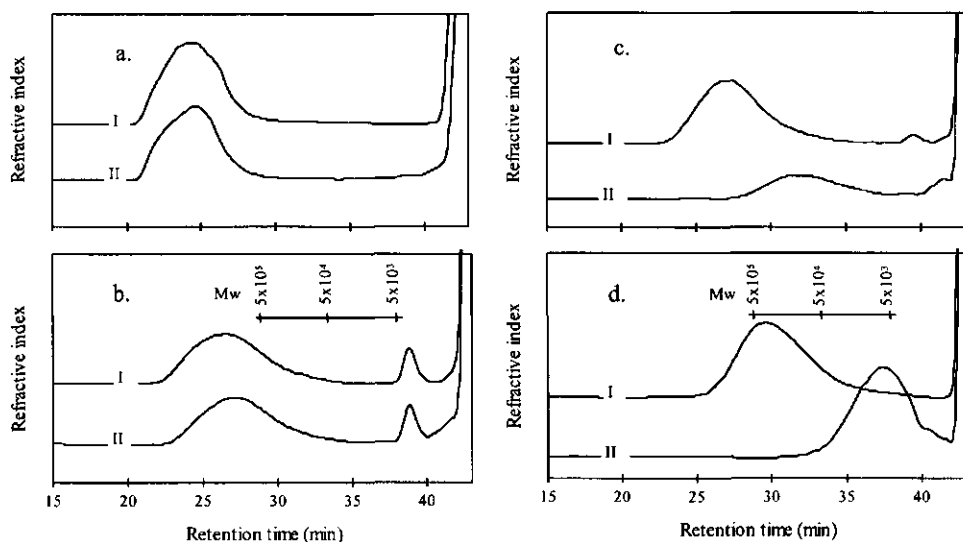 a.
I
II
Refractive index
c.
I
II
Refractive index
b.
Mw
5x10⁵
5x10⁴
5x10³
I
II
Refractive index
15 20 25 30 35 40
Retention time (min)
d.
Mw
5x10⁵
5x10⁴
5x10³
I
II
Refractive index
15 20 25 30 35 40
Retention time (min)